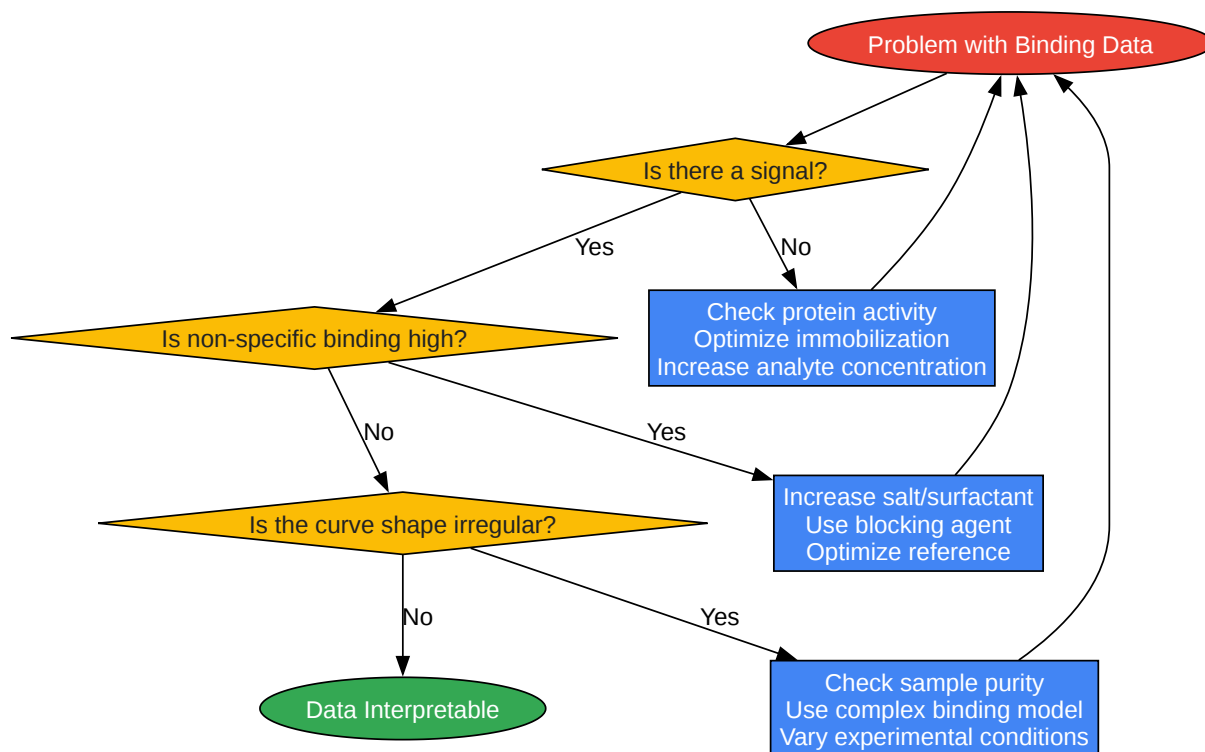 Problem with Binding Data
Is there a signal?
Yes
No
Check protein activity
Optimize immobilization
Increase analyte concentration
Is non-specific binding high?
No
Yes
Increase salt/surfactant
Use blocking agent
Optimize reference
Is the curve shape irregular?
No
Yes
Data Interpretable
Check sample purity
Use complex binding model
Vary experimental conditions